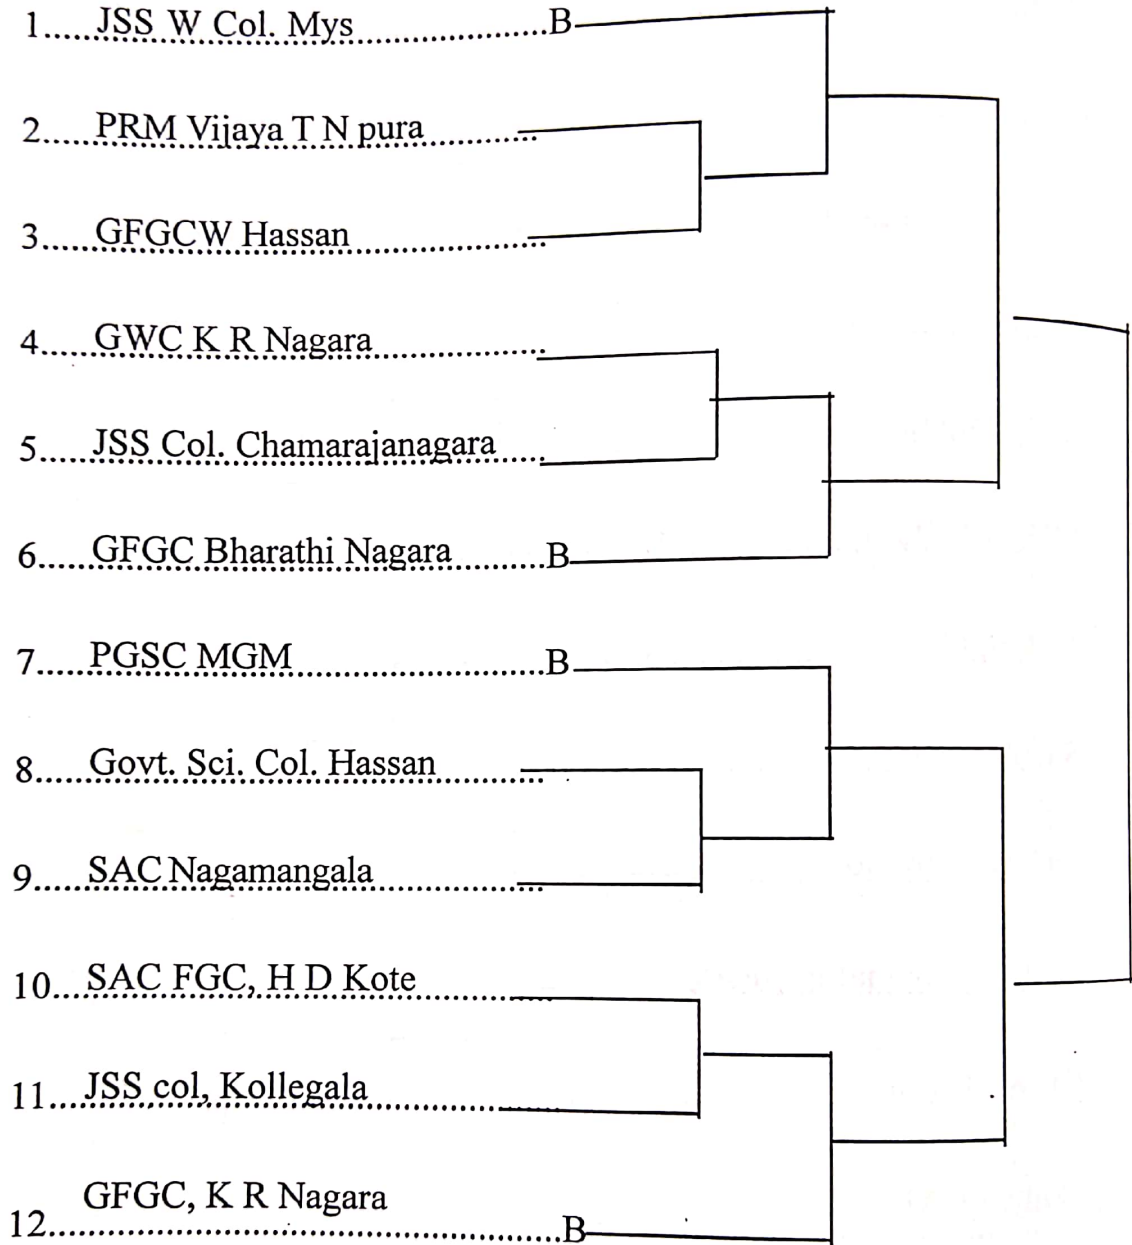 1.....JSS W Col. Mys.....B
2.....PRM Vijaya T N pura.....
3.....GFGCW Hassan.....
4.....GWC K R Nagara.....
5.....JSS Col. Chamarajanagara.....
6.....GFGC Bharathi Nagara.....B
7.....PGSC MGM.....B
8.....Govt. Sci. Col. Hassan.....
9.....SAC Nagamangala.....
10...SAC FGC, H D Kote.....
11....JSS col, Kollegala.....
GFGC, K R Nagara
12.....B